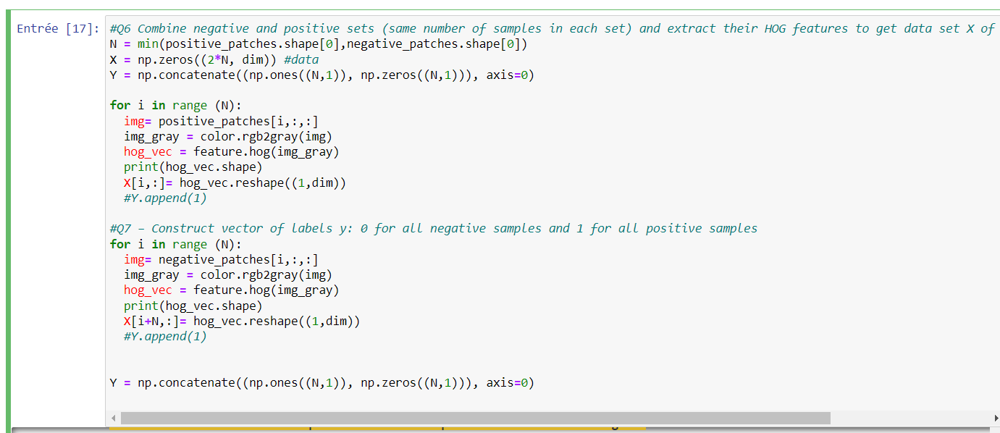 Entrée [17]: #Q6 Combine negative and positive sets (same number of samples in each set) and extract their HOG features to get data set X of
N = min(positive_patches.shape[0],negative_patches.shape[0])
X = np.zeros((2*N, dim)) #data
Y = np.concatenate((np.ones((N,1)), np.zeros((N,1))), axis=0)
for i in range (N):
  img= positive_patches[i,:,:]
  img_gray = color.rgb2gray(img)
  hog_vec = feature.hog(img_gray)
  print(hog_vec.shape)
  X[i,:]= hog_vec.reshape((1,dim))
  #Y.append(1)
#Q7 – Construct vector of labels y: 0 for all negative samples and 1 for all positive samples
for i in range (N):
  img= negative_patches[i,:,:]
  img_gray = color.rgb2gray(img)
  hog_vec = feature.hog(img_gray)
  print(hog_vec.shape)
  X[i+N,:]= hog_vec.reshape((1,dim))
  #Y.append(1)
Y = np.concatenate((np.ones((N,1)), np.zeros((N,1))), axis=0)